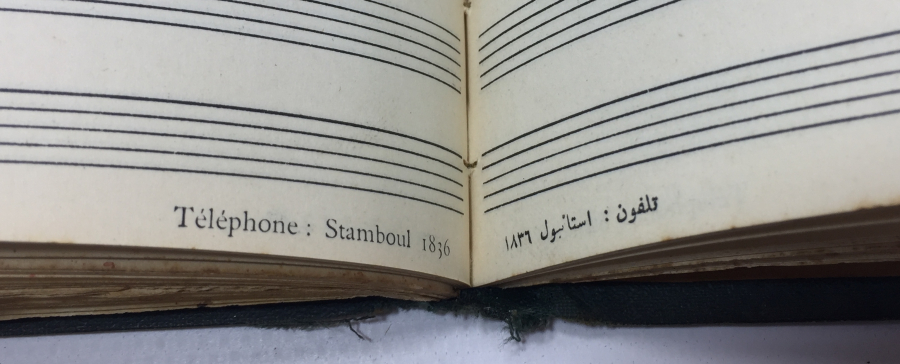 Téléphone : Stamboul 1836
تلفون : استانبول ١٨٣٦